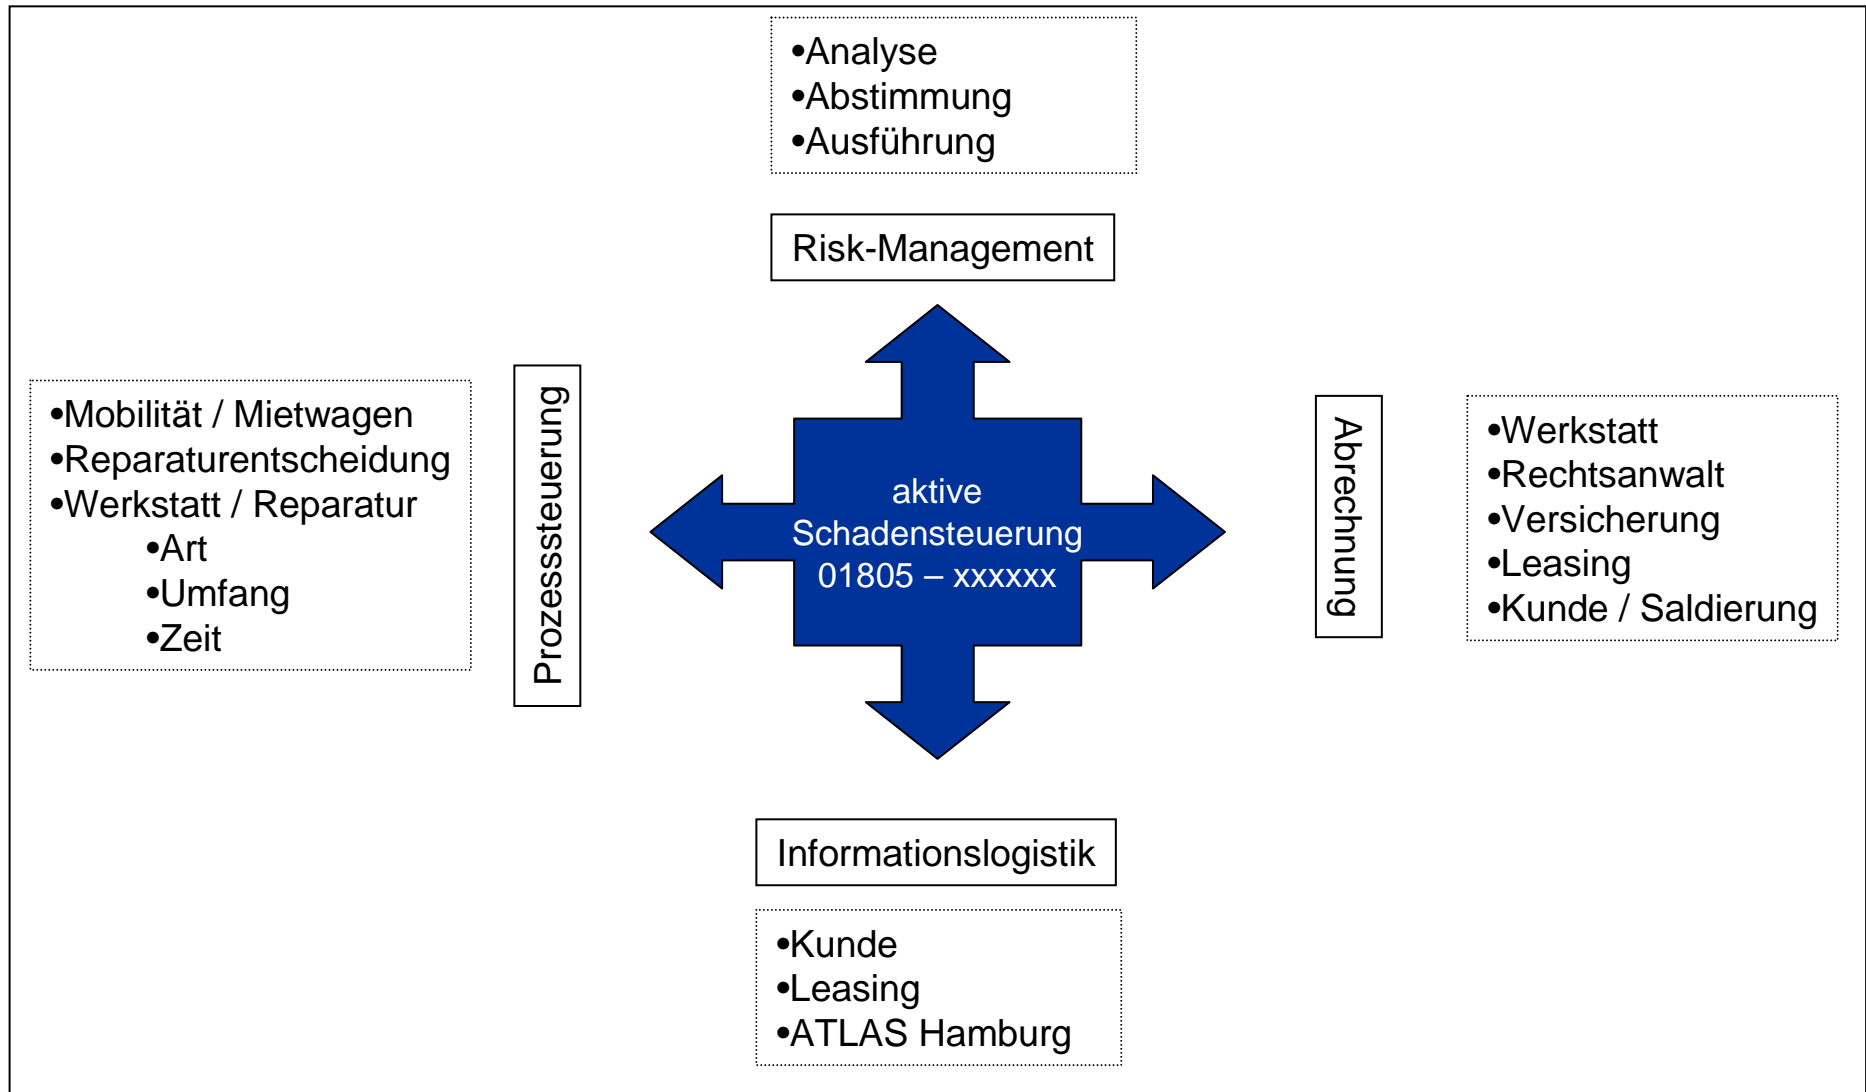 •Analyse
•Abstimmung
•Ausführung
Risk-Management
•Mobilität / Mietwagen
•Reparaturentscheidung
•Werkstatt / Reparatur
•Art
•Umfang
•Zeit
Prozesssteuerung
aktive
Schadensteuerung
01805 – xxxxxx
Abrechnung
•Werkstatt
•Rechtsanwalt
•Versicherung
•Leasing
•Kunde / Saldierung
Informationslogistik
•Kunde
•Leasing
•ATLAS Hamburg